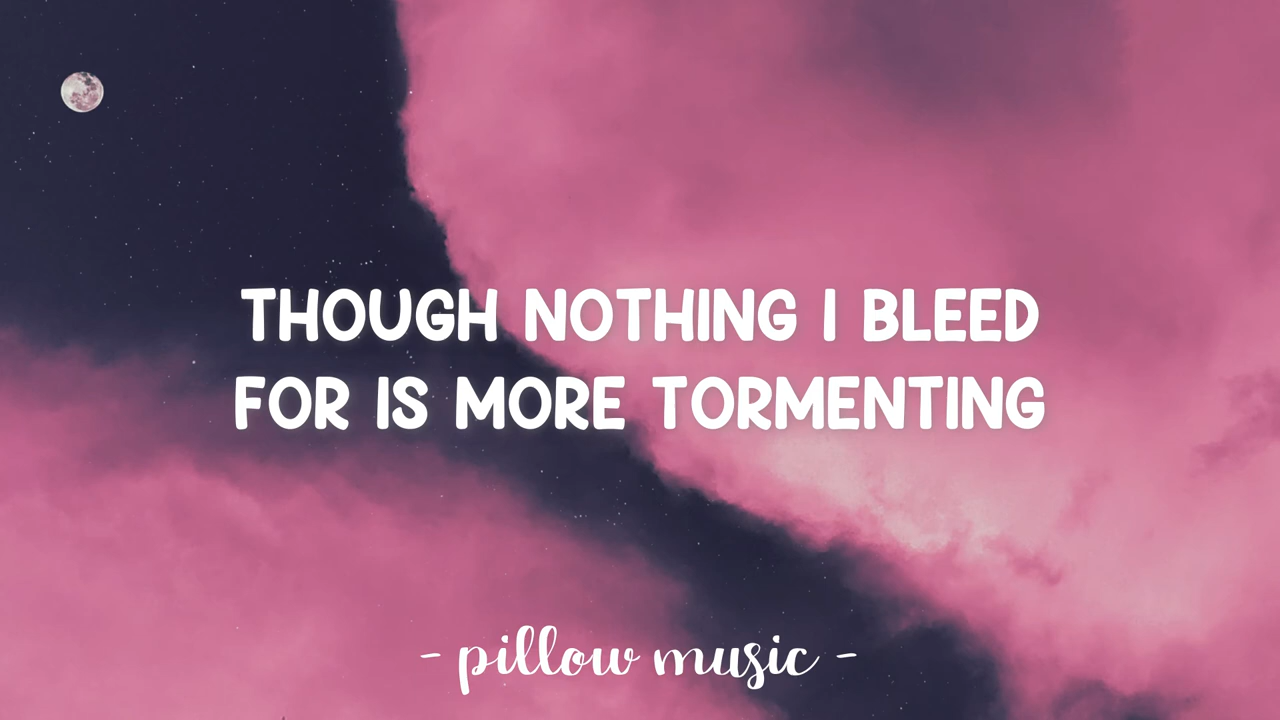 THOUGH NOTHING I BLEED
FOR IS MORE TORMENTING
- pillow music -